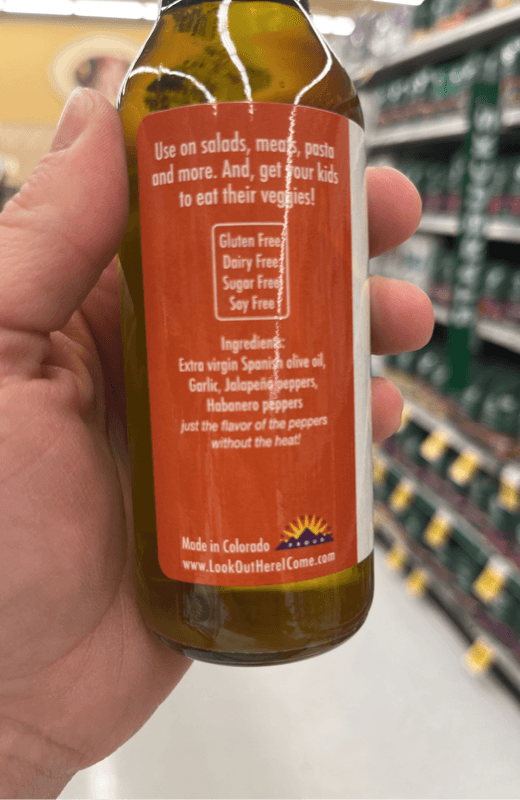 Use on salads, meats, pasta
and more. And, get your kids
to eat their veggies!
Gluten Free
Dairy Free
Sugar Free
Soy Free
Ingredients:
Extra virgin Spanish olive oil,
Garlic, Jalapeño peppers,
Habanero peppers
just the flavor of the peppers
without the heat!
Made in Colorado
PROUD
www.LookOutHereICome.com